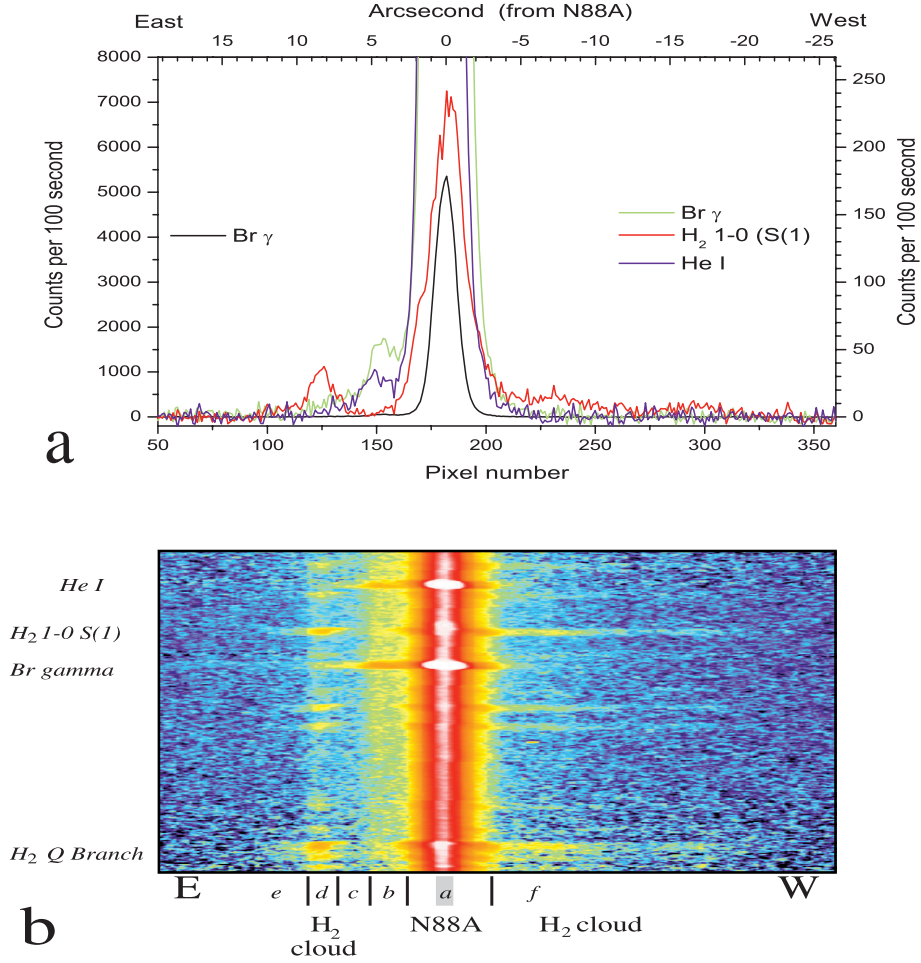 Arcsecond (from N88A)
East
West
15 10 5 0 -5 -10 -15 -20 -25
8000
7000
6000
5000
4000
3000
2000
1000
0
Counts per 100 second
Br γ
Br γ
H₂ 1-0 (S(1)
He I
250
200
150
100
50
0
Counts per 100 second
50 100 150 200 250 300 350
Pixel number
a
He I
H₂ 1-0 S(1)
Br gamma
H₂ Q Branch
E
W
e d c b a f
H₂ cloud
N88A
H₂ cloud
b